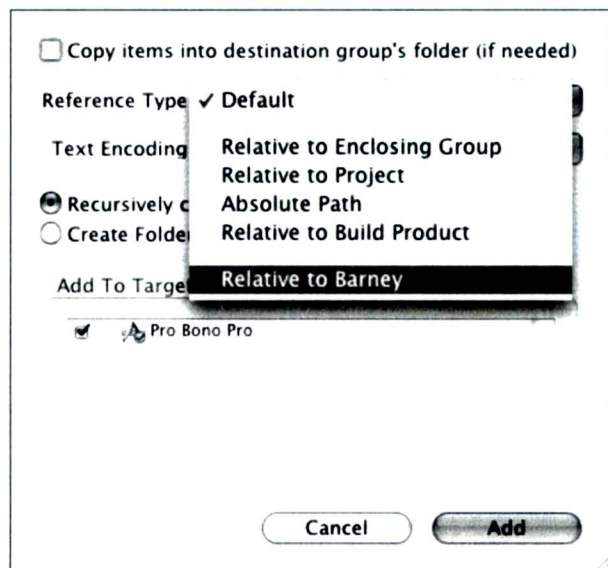 Copy items into destination group's folder (if needed)
Reference Type ✓ Default
Relative to Enclosing Group
Text Encoding
Relative to Project
Recursively c
Absolute Path
Create Folde
Relative to Build Product
Add To Targe
Relative to Barney
Pro Bono Pro
Cancel
Add